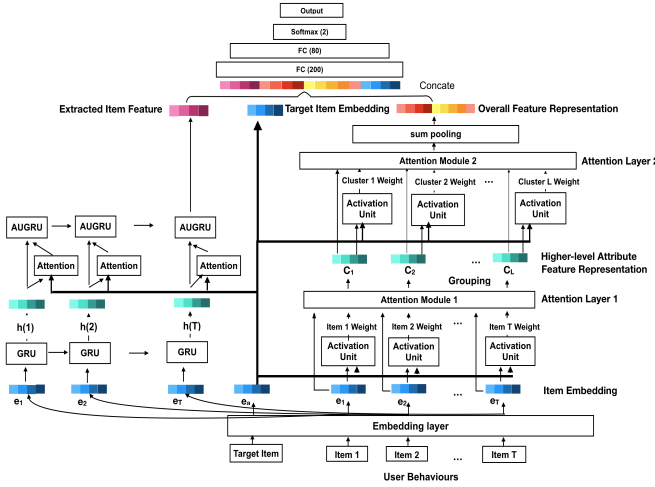 Output
Softmax (2)
FC (80)
FC (200)
Concate
Extracted Item Feature
Target Item Embedding
Overall Feature Representation
sum pooling
Attention Module 2
Attention Layer 2
Cluster 1 Weight
Cluster 2 Weight
...
Cluster L Weight
Activation
Unit
Activation
Unit
Activation
Unit
AUGRU
AUGRU
AUGRU
Attention
Attention
Attention
C1
C2
...
CL
Higher-level Attribute
Feature Representation
Grouping
h(1)
h(2)
h(T)
Attention Module 1
Attention Layer 1
Item 1 Weight
Item 2 Weight
...
Item T Weight
GRU
GRU
GRU
Activation
Unit
Activation
Unit
Activation
Unit
e1
e2
eT
ea
e1
e2
...
eT
Item Embedding
Embedding layer
Target Item
Item 1
Item 2
...
Item T
User Behaviours